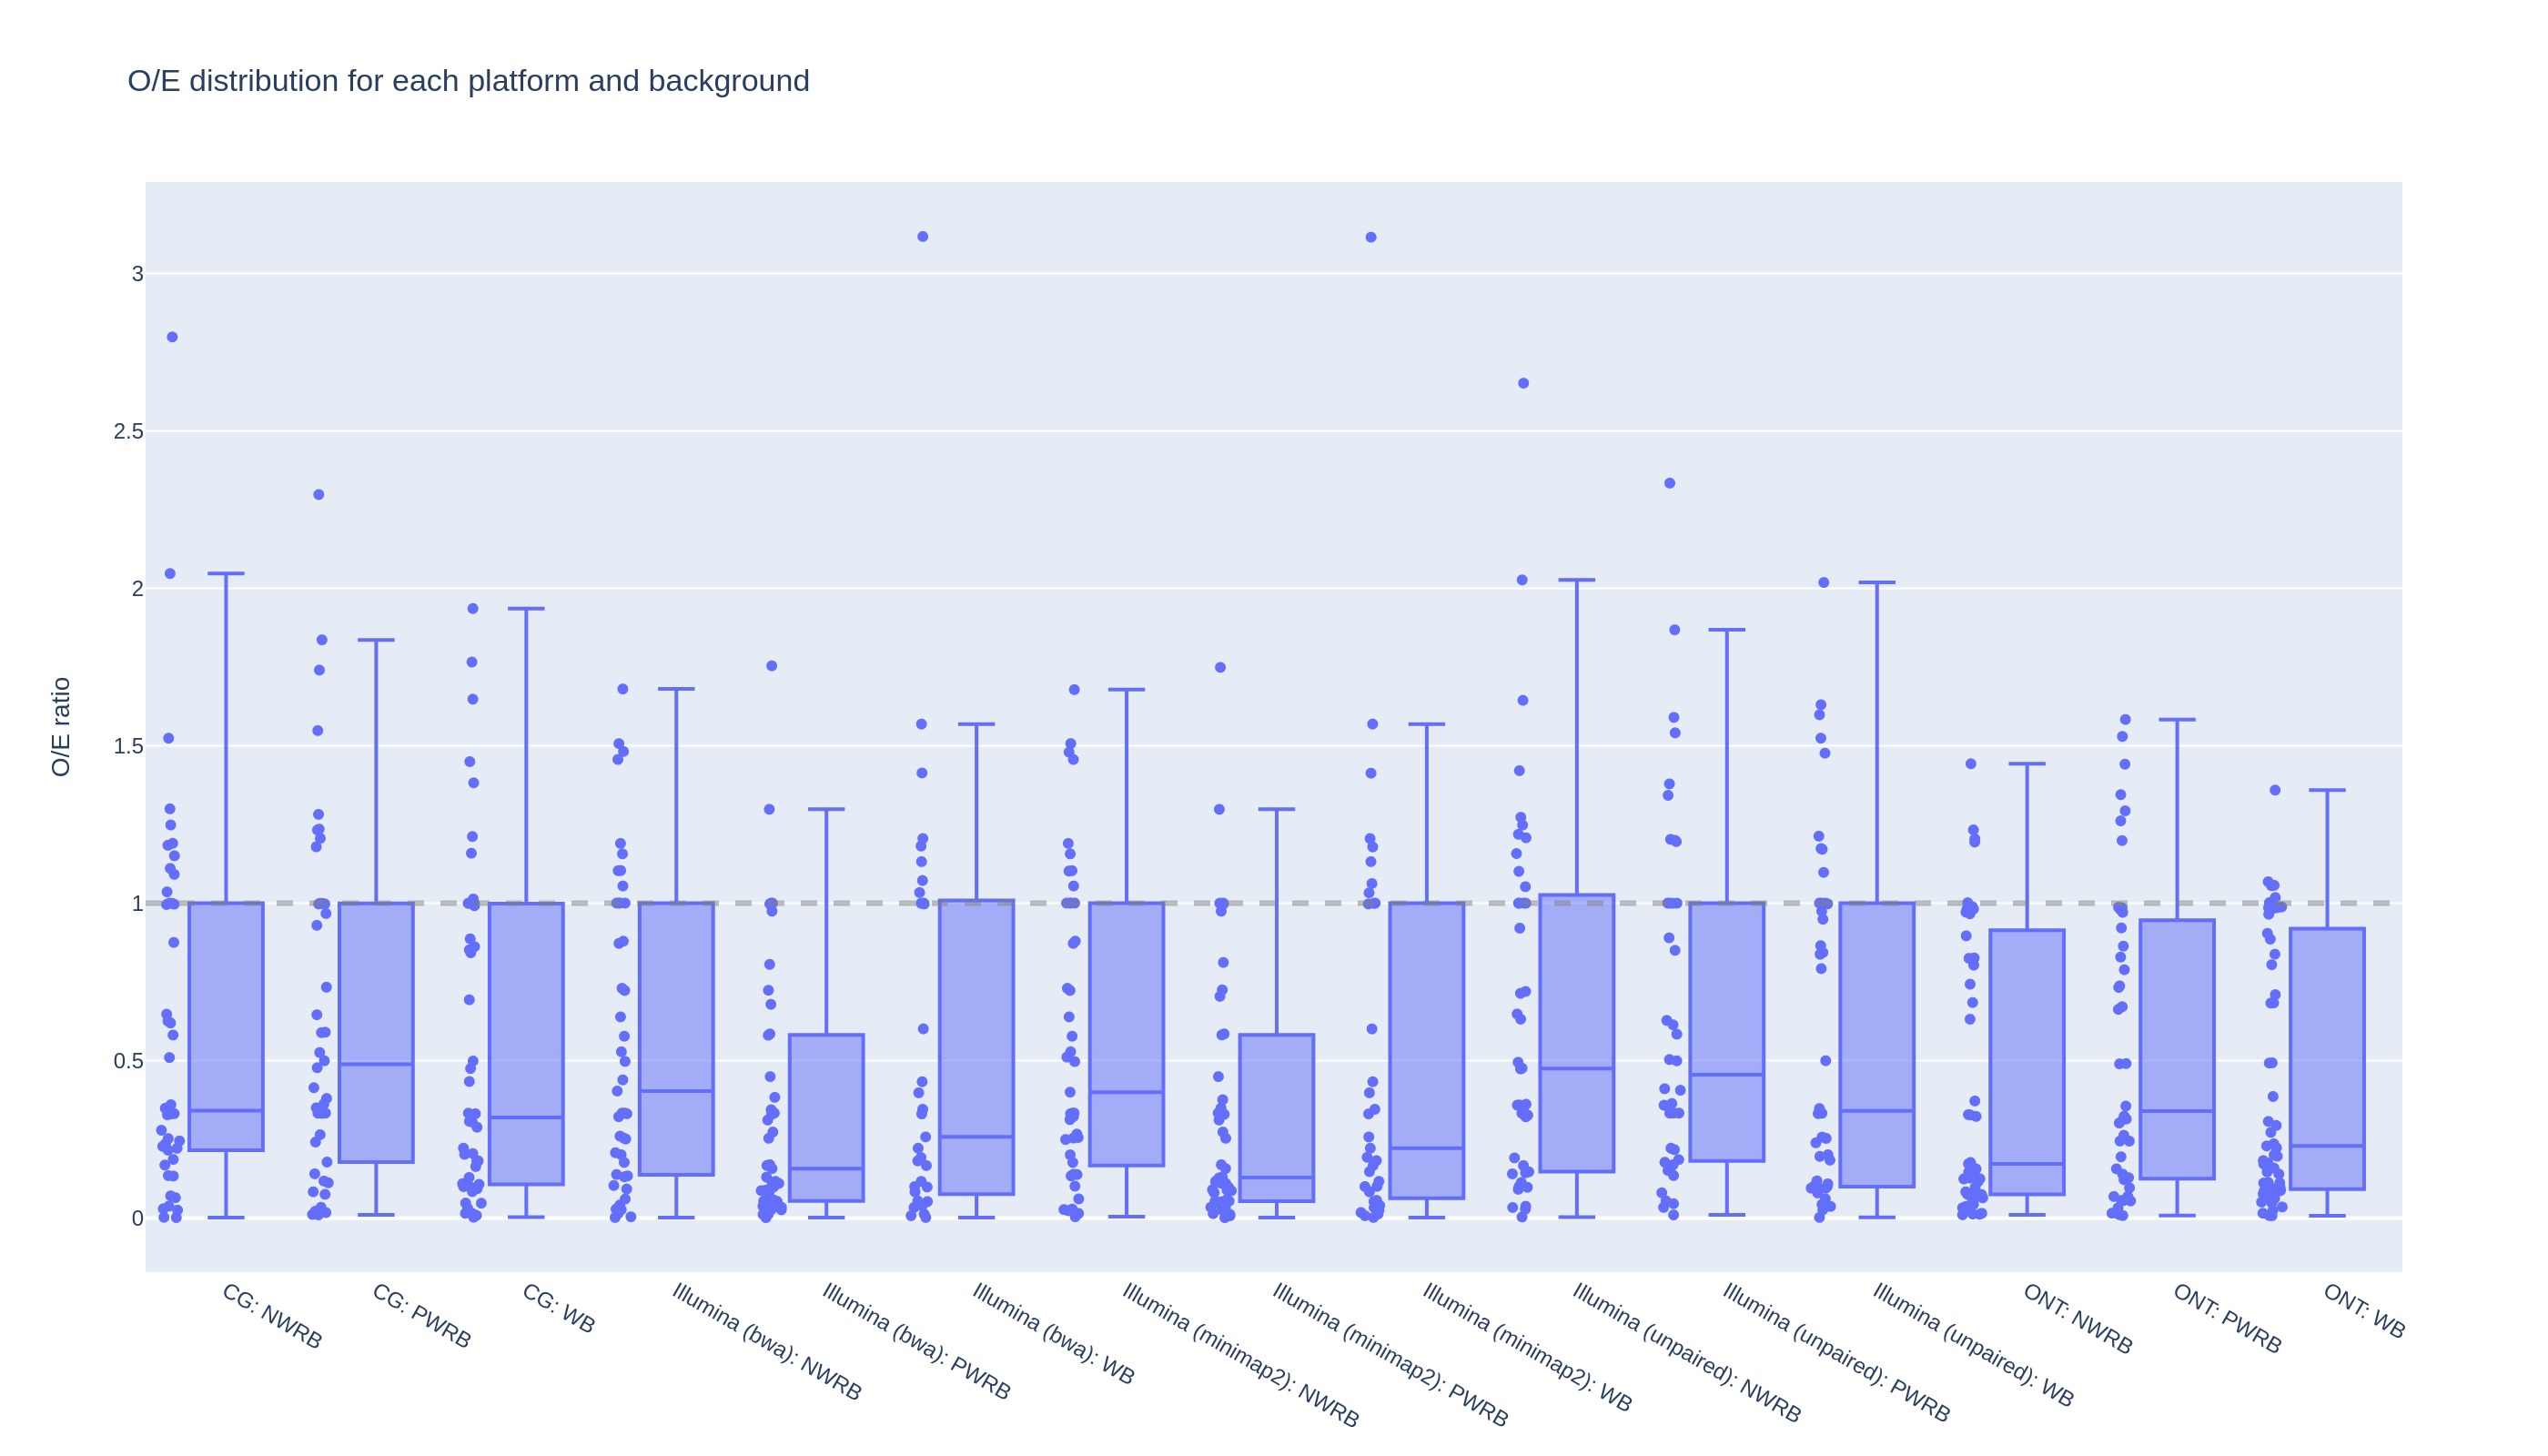 O/E distribution for each platform and background
3
2.5
2
1.5
1
0.5
0
O/E ratio
CG: NWRB
CG: PWRB
CG: WB
Illumina (bwa): NWRB
Illumina (bwa): PWRB
Illumina (bwa): WB
Illumina (minimap2): NWRB
Illumina (minimap2): PWRB
Illumina (minimap2): WB
Illumina (unpaired): NWRB
Illumina (unpaired): PWRB
Illumina (unpaired): WB
ONT: NWRB
ONT: PWRB
ONT: WB